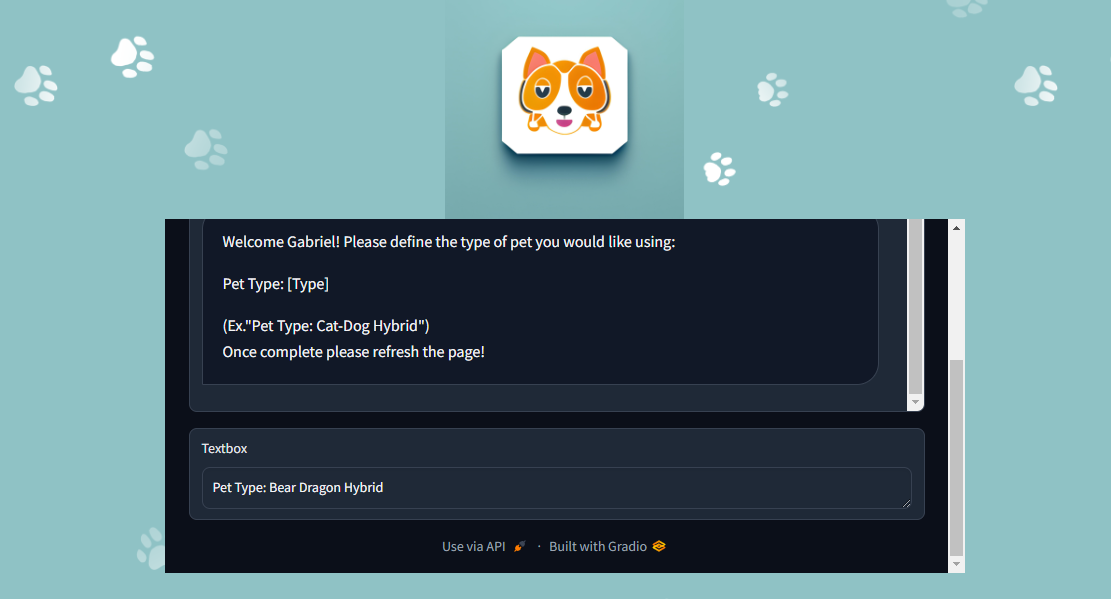 Welcome Gabriel! Please define the type of pet you would like using:
Pet Type: [Type]
(Ex."Pet Type: Cat-Dog Hybrid")
Once complete please refresh the page!
Textbox
Pet Type: Bear Dragon Hybrid
Use via API · Built with Gradio